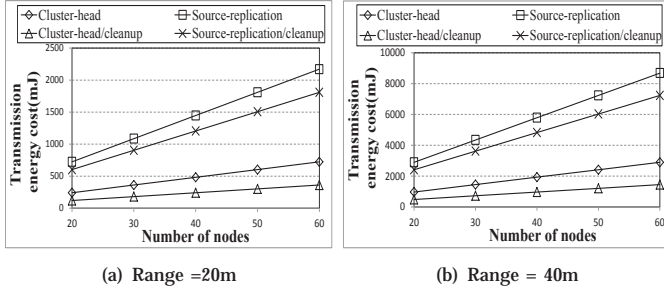 Cluster-head Source-replication
Cluster-head/cleanup Source-replication/cleanup
2500
2000
1500
1000
500
0
20 30 40 50 60
Transmission
energy cost(mJ)
Number of nodes
(a) Range =20m
Cluster-head Source-replication
Cluster-head/cleanup Source-replication/cleanup
10000
8000
6000
4000
2000
0
20 30 40 50 60
Transmission
energy cost(mJ)
Number of nodes
(b) Range = 40m